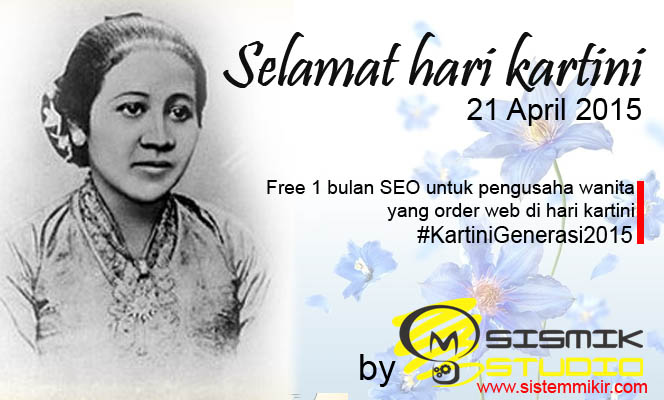 Selamat hari kartini
21 April 2015
Free 1 bulan SEO untuk pengusaha wanita
yang order web di hari kartini
#KartiniGenerasi2015
by
SISMIK
STUDIO
www.sistemmikir.com